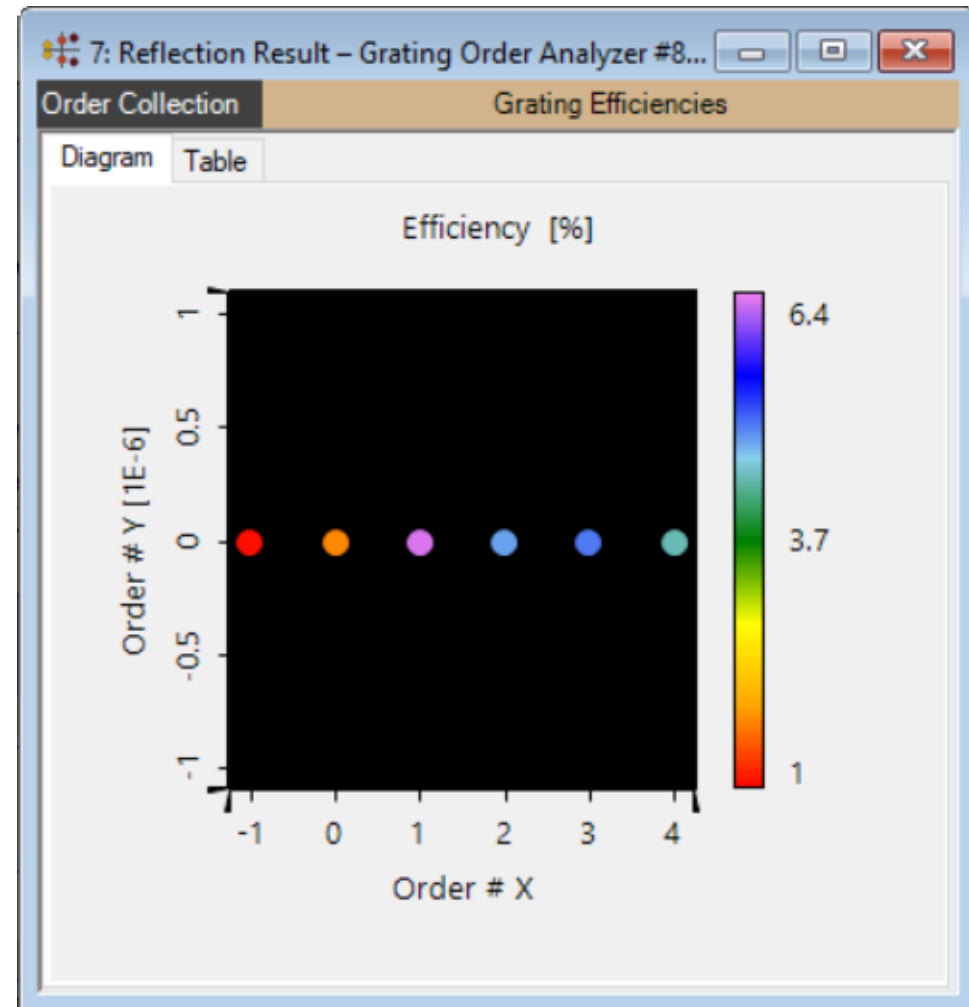 7: Reflection Result – Grating Order Analyzer #8...
Order Collection Grating Efficiencies
Diagram Table
Efficiency [%]
1
0.5
0
-0.5
-1
Order # Y [1E-6]
6.4
3.7
1
-1 0 1 2 3 4
Order # X